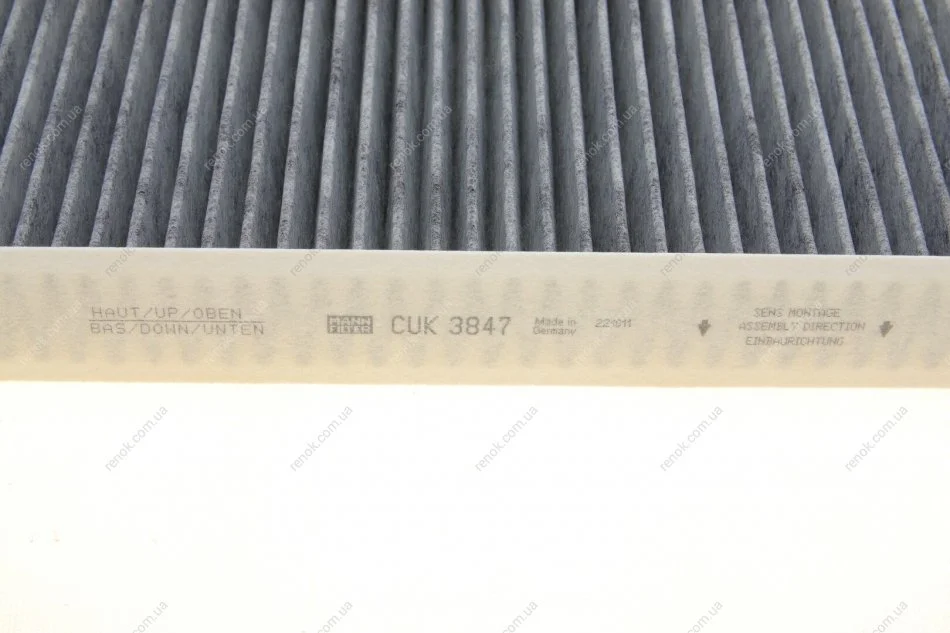 HAUT/UP/OBEN
BAS/DOWN/UNTEN
MANN
FILTER
CUK 3847
Made in
Germany
SENS MONTAGE
ASSEMBLY DIRECTION
EINBAURICHTUNG
renok.com.ua